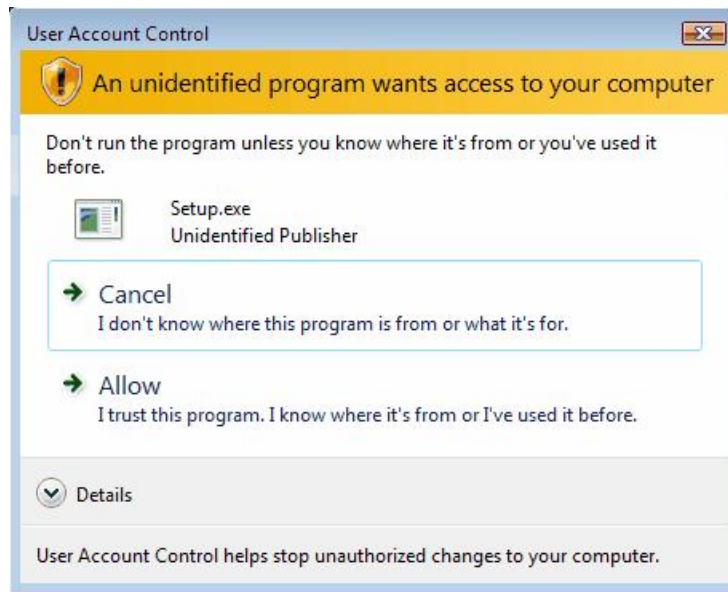 User Account Control
An unidentified program wants access to your computer
Don't run the program unless you know where it's from or you've used it
before.
Setup.exe
Unidentified Publisher
Cancel
I don't know where this program is from or what it's for.
Allow
I trust this program. I know where it's from or I've used it before.
Details
User Account Control helps stop unauthorized changes to your computer.